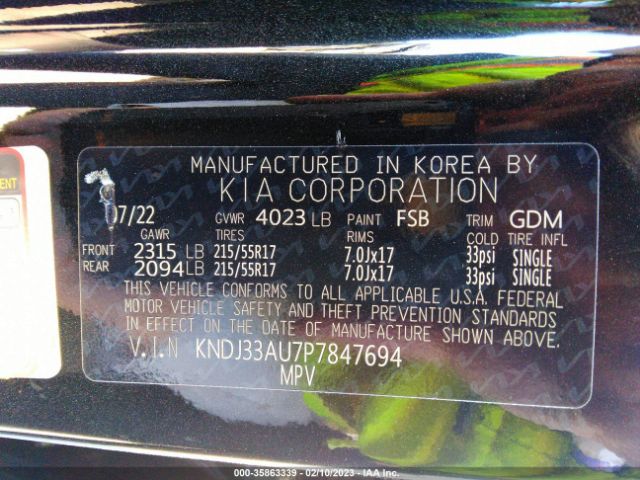 MENT
MANUFACTURED IN KOREA BY
KIA CORPORATION
07/22 GVWR 4023 LB PAINT FSB TRIM GDM
GAWR TIRES RIMS COLD TIRE INFL
FRONT 2315 LB 215/55R17 7.0Jx17 33psi SINGLE
REAR 2094 LB 215/55R17 7.0Jx17 33psi SINGLE
THIS VEHICLE CONFORMS TO ALL APPLICABLE U.S.A. FEDERAL
MOTOR VEHICLE SAFETY AND THEFT PREVENTION STANDARDS
IN EFFECT ON THE DATE OF MANUFACTURE SHOWN ABOVE.
V.I.N KNDJ33AU7P7847694
MPV
000-35863339 - 02/10/2023 - IAA Inc.